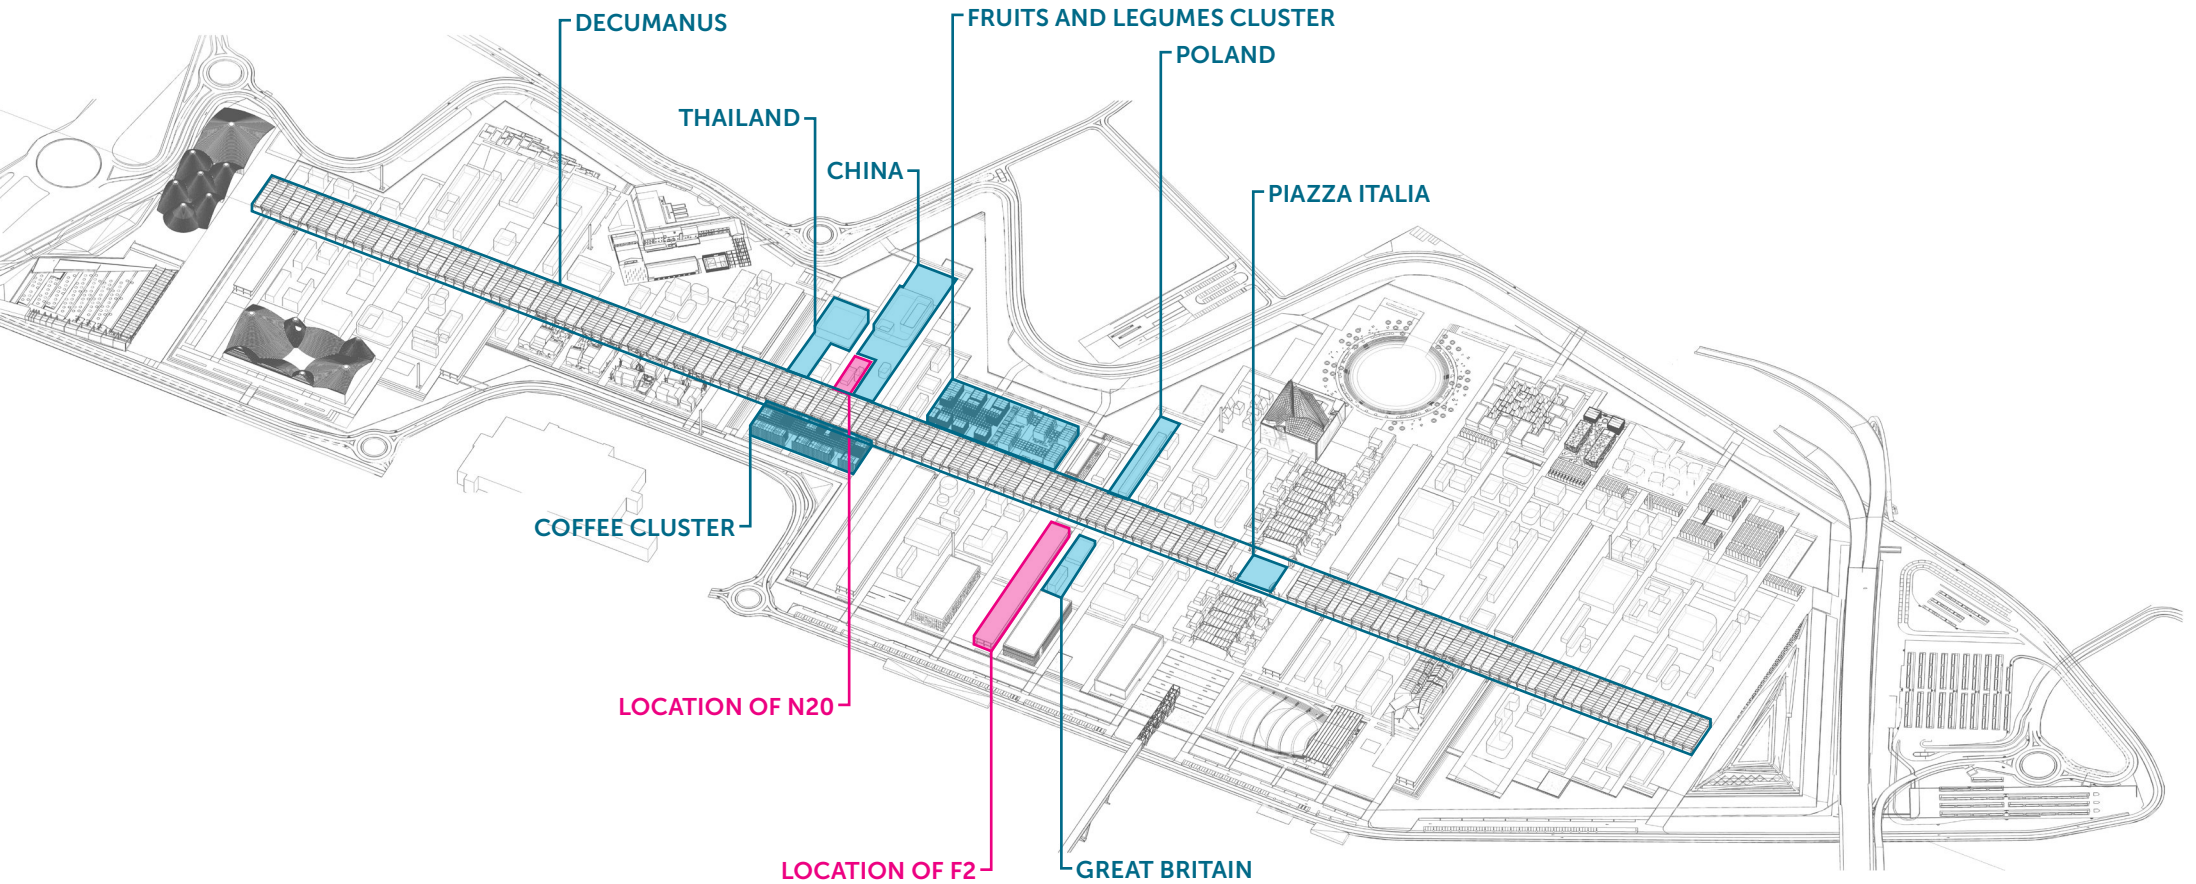 DECUMANUS
FRUITS AND LEGUMES CLUSTER
POLAND
THAILAND
CHINA
PIAZZA ITALIA
COFFEE CLUSTER
LOCATION OF N20
LOCATION OF F2
GREAT BRITAIN